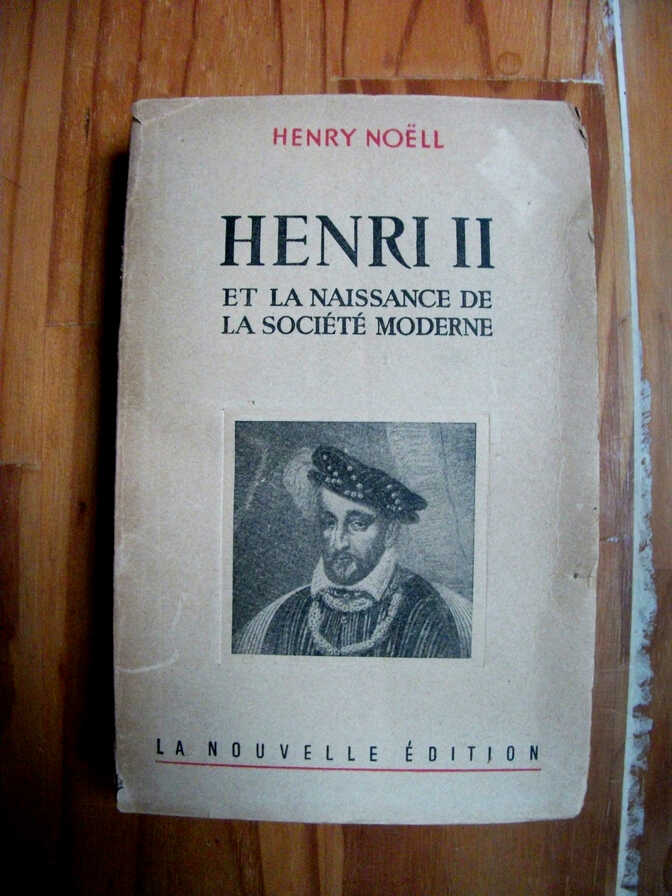 HENRY NOËLL
HENRI II
ET LA NAISSANCE DE
LA SOCIÉTÉ MODERNE
LA NOUVELLE ÉDITION